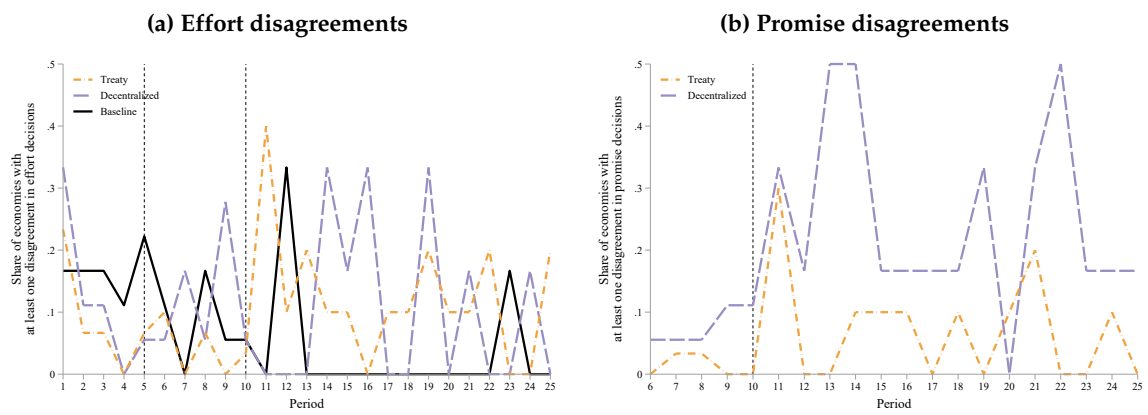 (a) Effort disagreements
Share of economies with
at least one disagreement in effort decisions
.5
.4
.3
.2
.1
0
Treaty
Decentralized
Baseline
1 2 3 4 5 6 7 8 9 10 11 12 13 14 15 16 17 18 19 20 21 22 23 24 25
Period
(b) Promise disagreements
Share of economies with
at least one disagreement in promise decisions
.5
.4
.3
.2
.1
0
Treaty
Decentralized
6 7 8 9 10 11 12 13 14 15 16 17 18 19 20 21 22 23 24 25
Period